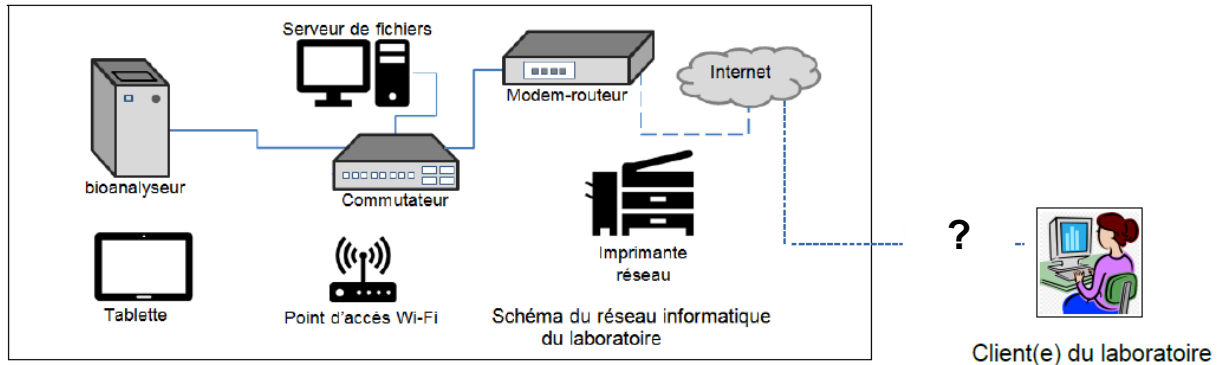 Serveur de fichiers
Internet
Modem-routeur
bioanalyseur
Commutateur
?
Imprimante
réseau
Tablette
Point d'accès Wi-Fi
Schéma du réseau informatique
du laboratoire
Client(e) du laboratoire